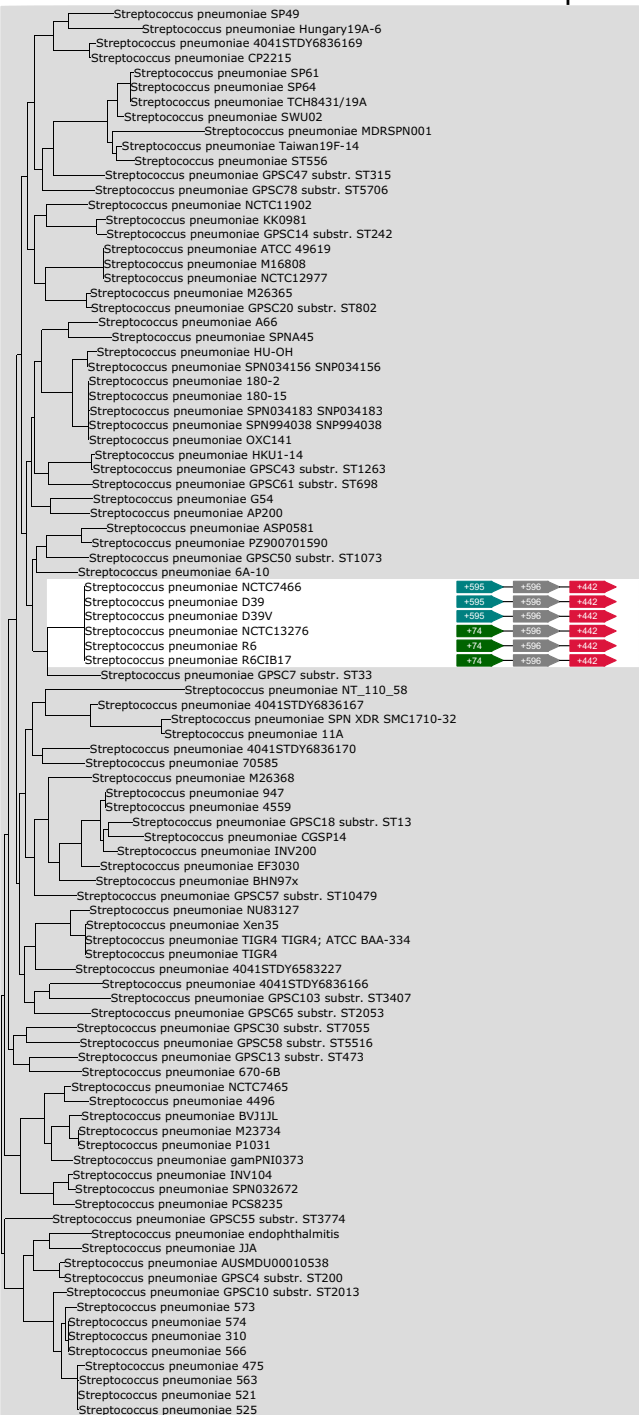 Streptococcus pneumoniae SP49
Streptococcus pneumoniae Hungary19A-6
Streptococcus pneumoniae 4041STDY6836169
Streptococcus pneumoniae CP2215
Streptococcus pneumoniae SP61
Streptococcus pneumoniae SP64
Streptococcus pneumoniae TCH8431/19A
Streptococcus pneumoniae SWU02
Streptococcus pneumoniae MDRSPN001
Streptococcus pneumoniae Taiwan19F-14
Streptococcus pneumoniae ST556
Streptococcus pneumoniae GPSC47 substr. ST315
Streptococcus pneumoniae GPSC78 substr. ST5706
Streptococcus pneumoniae NCTC11902
Streptococcus pneumoniae KK0981
Streptococcus pneumoniae GPSC14 substr. ST242
Streptococcus pneumoniae ATCC 49619
Streptococcus pneumoniae M16808
Streptococcus pneumoniae NCTC12977
Streptococcus pneumoniae M26365
Streptococcus pneumoniae GPSC20 substr. ST802
Streptococcus pneumoniae A66
Streptococcus pneumoniae SPNA45
Streptococcus pneumoniae HU-OH
Streptococcus pneumoniae SPN034156 SNP034156
Streptococcus pneumoniae 180-2
Streptococcus pneumoniae 180-15
Streptococcus pneumoniae SPN034183 SNP034183
Streptococcus pneumoniae SPN994038 SNP994038
Streptococcus pneumoniae OXC141
Streptococcus pneumoniae HKU1-14
Streptococcus pneumoniae GPSC43 substr. ST1263
Streptococcus pneumoniae GPSC61 substr. ST698
Streptococcus pneumoniae G54
Streptococcus pneumoniae AP200
Streptococcus pneumoniae ASP0581
Streptococcus pneumoniae PZ900701590
Streptococcus pneumoniae GPSC50 substr. ST1073
Streptococcus pneumoniae 6A-10
Streptococcus pneumoniae NCTC7466 +595 +596 +442
Streptococcus pneumoniae D39 +595 +596 +442
Streptococcus pneumoniae D39V +595 +596 +442
Streptococcus pneumoniae NCTC13276 +74 +596 +442
Streptococcus pneumoniae R6 +74 +596 +442
Streptococcus pneumoniae R6CIB17 +74 +596 +442
Streptococcus pneumoniae GPSC7 substr. ST33
Streptococcus pneumoniae NT_110_58
Streptococcus pneumoniae 4041STDY6836167
Streptococcus pneumoniae SPN XDR SMC1710-32
Streptococcus pneumoniae 11A
Streptococcus pneumoniae 4041STDY6836170
Streptococcus pneumoniae 70585
Streptococcus pneumoniae M26368
Streptococcus pneumoniae 947
Streptococcus pneumoniae 4559
Streptococcus pneumoniae GPSC18 substr. ST13
Streptococcus pneumoniae CGSP14
Streptococcus pneumoniae INV200
Streptococcus pneumoniae EF3030
Streptococcus pneumoniae BHN97x
Streptococcus pneumoniae GPSC57 substr. ST10479
Streptococcus pneumoniae NU83127
Streptococcus pneumoniae Xen35
Streptococcus pneumoniae TIGR4 TIGR4; ATCC BAA-334
Streptococcus pneumoniae TIGR4
Streptococcus pneumoniae 4041STDY6583227
Streptococcus pneumoniae 4041STDY6836166
Streptococcus pneumoniae GPSC103 substr. ST3407
Streptococcus pneumoniae GPSC65 substr. ST2053
Streptococcus pneumoniae GPSC30 substr. ST7055
Streptococcus pneumoniae GPSC58 substr. ST5516
Streptococcus pneumoniae GPSC13 substr. ST473
Streptococcus pneumoniae 670-6B
Streptococcus pneumoniae NCTC7465
Streptococcus pneumoniae 4496
Streptococcus pneumoniae BVJ1JL
Streptococcus pneumoniae M23734
Streptococcus pneumoniae P1031
Streptococcus pneumoniae gamPNI0373
Streptococcus pneumoniae INV104
Streptococcus pneumoniae SPN032672
Streptococcus pneumoniae PCS8235
Streptococcus pneumoniae GPSC55 substr. ST3774
Streptococcus pneumoniae endophthalmitis
Streptococcus pneumoniae JJA
Streptococcus pneumoniae AUSMDU00010538
Streptococcus pneumoniae GPSC4 substr. ST200
Streptococcus pneumoniae GPSC10 substr. ST2013
Streptococcus pneumoniae 573
Streptococcus pneumoniae 574
Streptococcus pneumoniae 310
Streptococcus pneumoniae 566
Streptococcus pneumoniae 475
Streptococcus pneumoniae 563
Streptococcus pneumoniae 521
Streptococcus pneumoniae 525